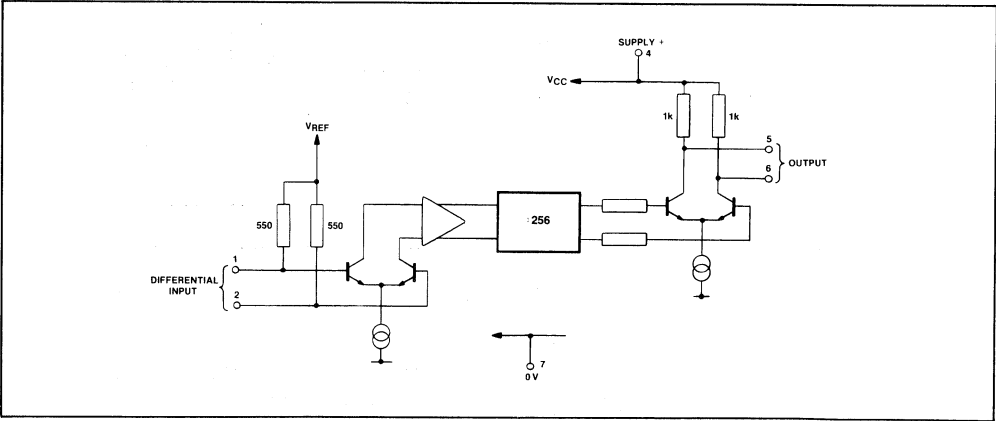 SUPPLY +
4
VCC
1k
1k
5
OUTPUT
6
VREF
550
550
: 256
1
DIFFERENTIAL
INPUT
2
7
0 V